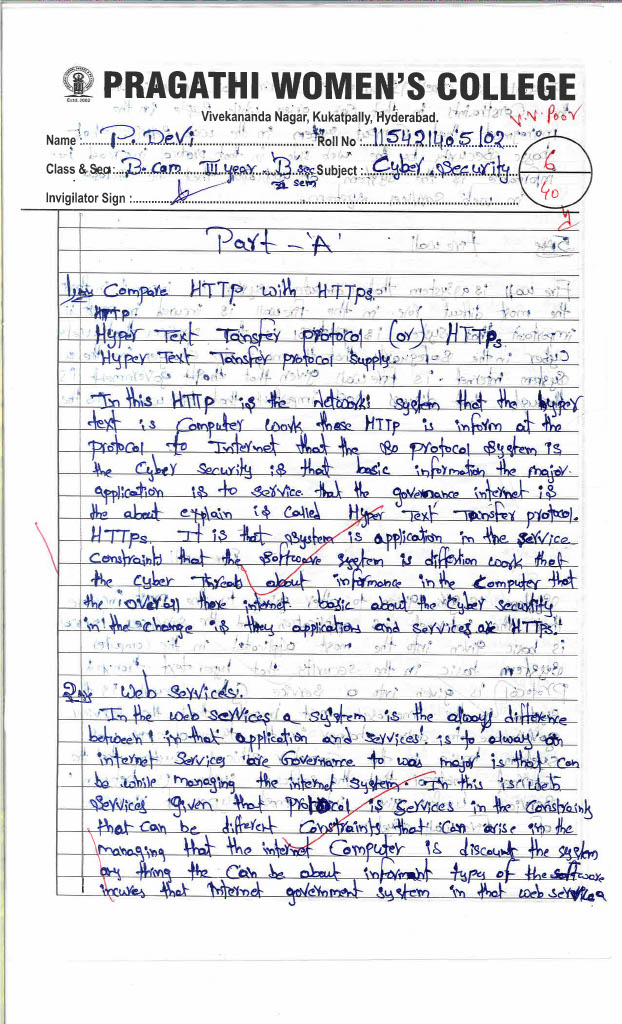 PRAGATHI WOMEN'S COLLEGE
Estd. 2002
Vivekananda Nagar, Kukatpally, Hyderabad.
V.V. Poor
Name : P. Devi Roll No : 115421405102
Class & Sec : B.com III year - B sec Subject : Cyber Security
VI sem
6
40
Invigilator Sign :
Part - 'A'
1) Compare HTTP with HTTPs.
HTTP
Hyper Text Tansfer protocol (or) HTTPs
Hyper Text Tansfer protocol supply.
In this HTTP is the network system that the hyper
text is Computer work these HTTP is inform at the
protocol to Internet that the protocol system is
the Cyber security is that basic information the major.
application is to service that the governance internet is
the about explain is called Hyper Text Tansfer protocol.
HTTPs. It is that system is application in the service
Constraints that the software system is differtion work that
the cyber Threats about informance in the computer that
the overall there internet basic about the cyber security
in the change is they applications and services are HTTPs.
2) Web Services.
In the web services a system is the always difference
between in that application and services. is to always on
internet Services are Governance to was major is that can
be while managing the internet system. In this is web
services given that protocol is services in the constraints
that can be different Constraints that can arise in the
managing that the internet Computer is discount the system
any thing the can be about informant type of the software
incures that Internet government system in that web services